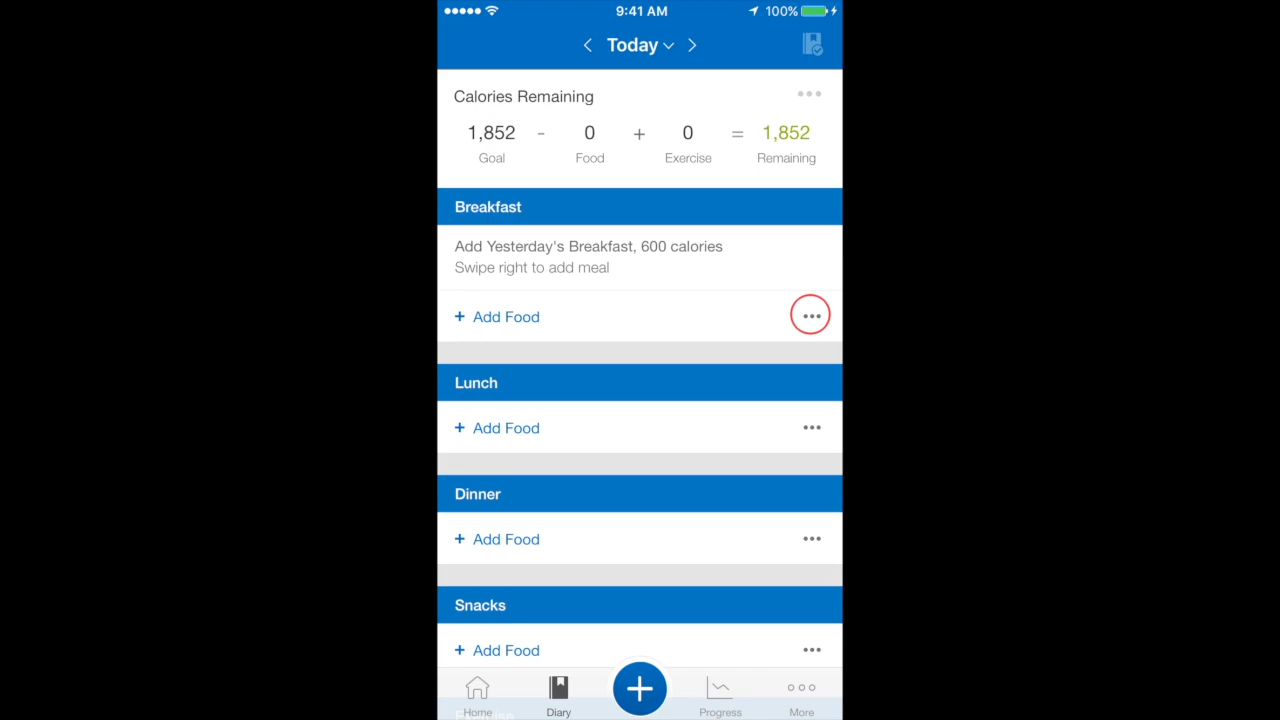 9:41 AM 100%
Today
Calories Remaining
1,852 - 0 + 0 = 1,852
Goal Food Exercise Remaining
Breakfast
Add Yesterday's Breakfast, 600 calories
Swipe right to add meal
+ Add Food
Lunch
+ Add Food
Dinner
+ Add Food
Snacks
+ Add Food
Home Diary Progress More
Exercise